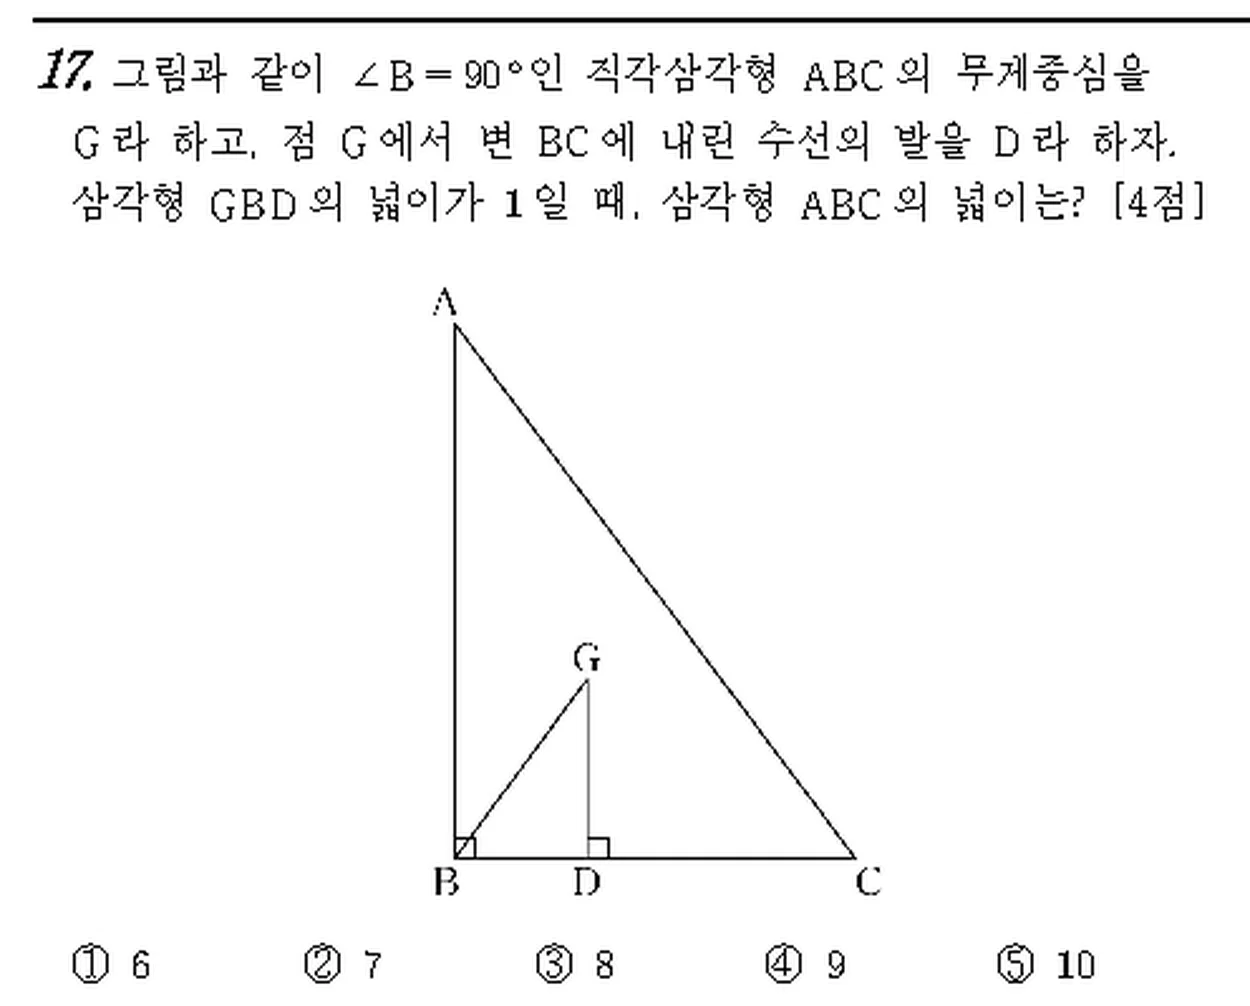 17. 그림과 같이 ∠B=90°인 직각삼각형 ABC의 무게중심을
G라 하고, 점 G에서 변 BC에 내린 수선의 발을 D라 하자.
삼각형 GBD의 넓이가 1일 때, 삼각형 ABC의 넓이는? [4점]
A
G
B D C
① 6 ② 7 ③ 8 ④ 9 ⑤ 10